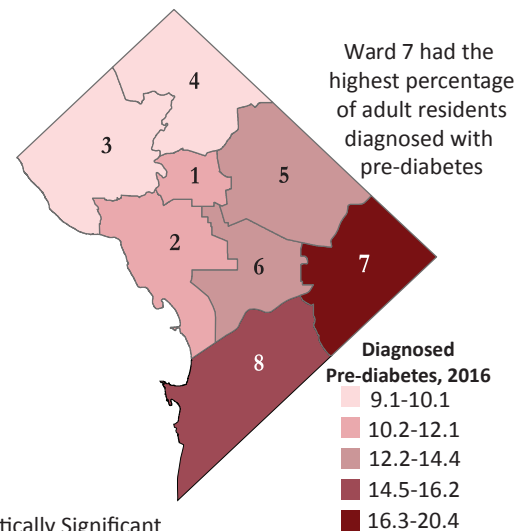 Ward 7 had the
highest percentage
of adult residents
diagnosed with
pre-diabetes
4
3
1
5
2
6
7
8
Diagnosed
Pre-diabetes, 2016
9.1-10.1
10.2-12.1
12.2-14.4
14.5-16.2
16.3-20.4
Significant